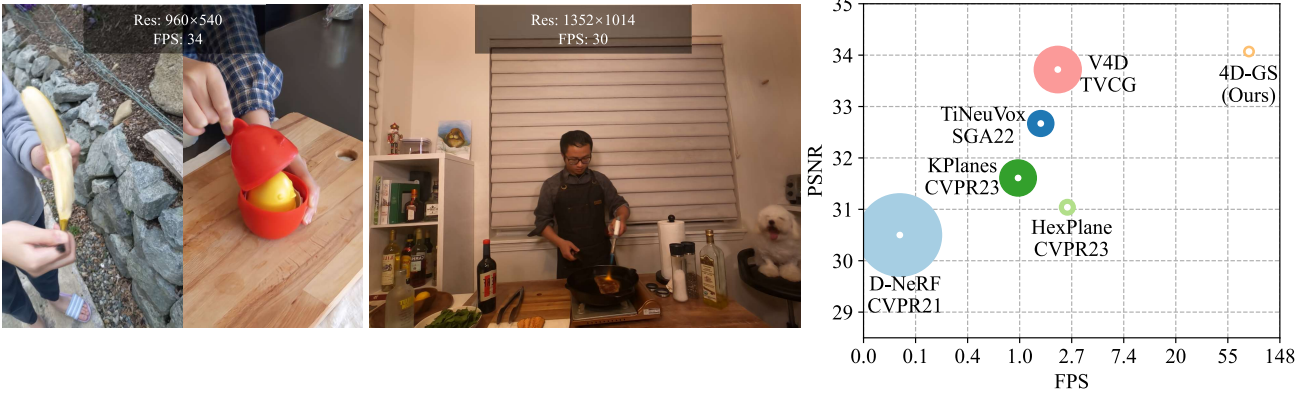 Res: 960×540
FPS: 34
Res: 1352×1014
FPS: 30
PSNR
35
34
33
32
31
30
29
V4D
TVCG
4D-GS
(Ours)
TiNeuVox
SGA22
KPlanes
CVPR23
HexPlane
CVPR23
D-NeRF
CVPR21
0.0 0.1 0.4 1.0 2.7 7.4 20 55 148
FPS